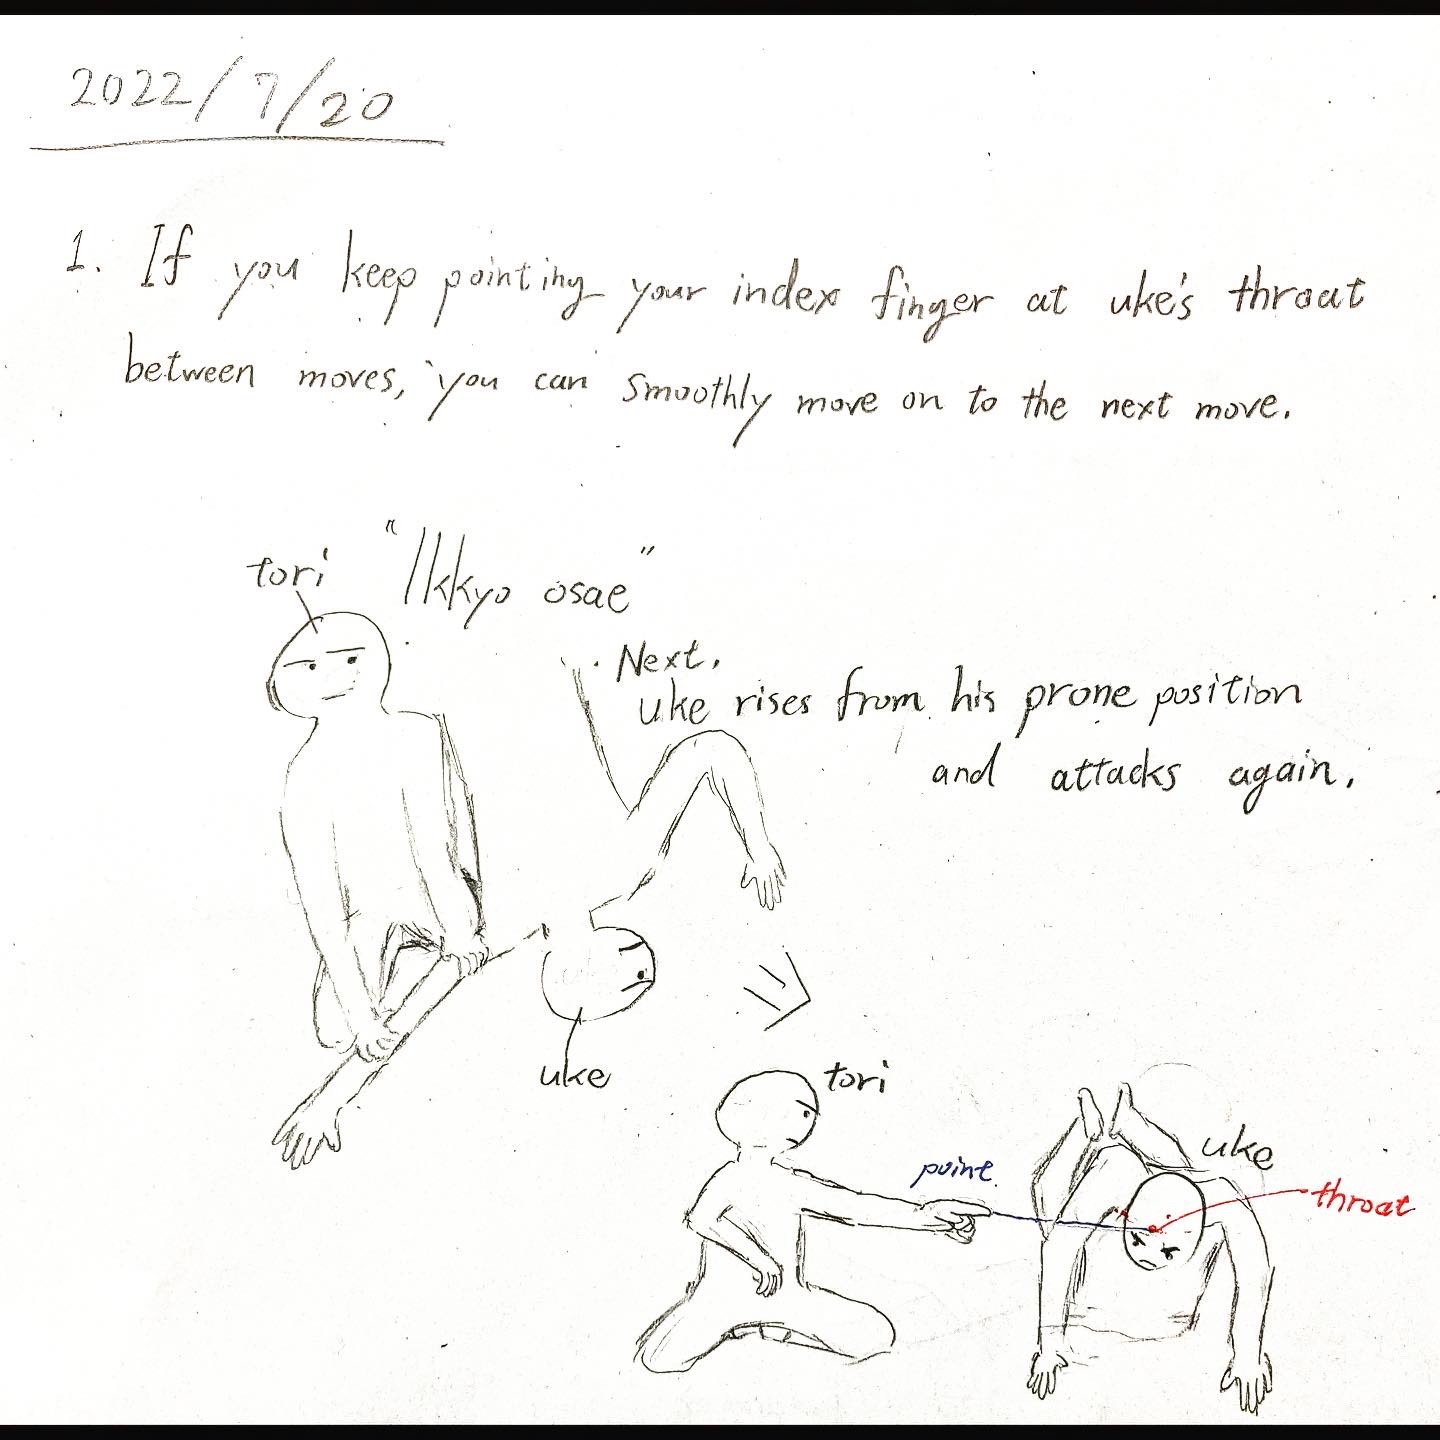 2022/7/20
1. If you keep pointing your index finger at uke's throat
between moves, you can smoothly move on to the next move.
tori
"Ikkyo osae"
Next,
uke rises from his prone position
and attacks again.
uke
tori
point
uke
throat